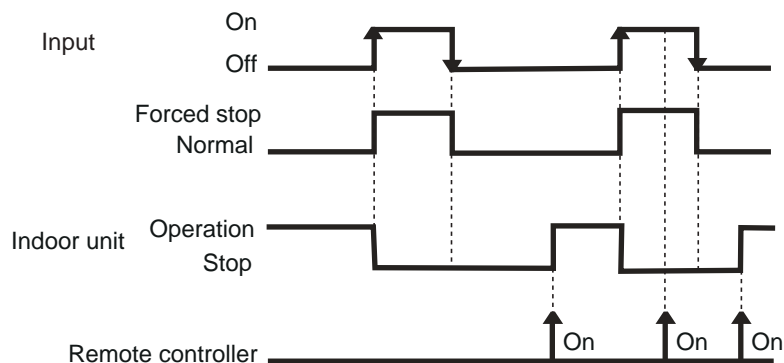 On
Input
Off
Forced stop
Normal
Operation
Indoor unit
Stop
On
On
On
Remote controller